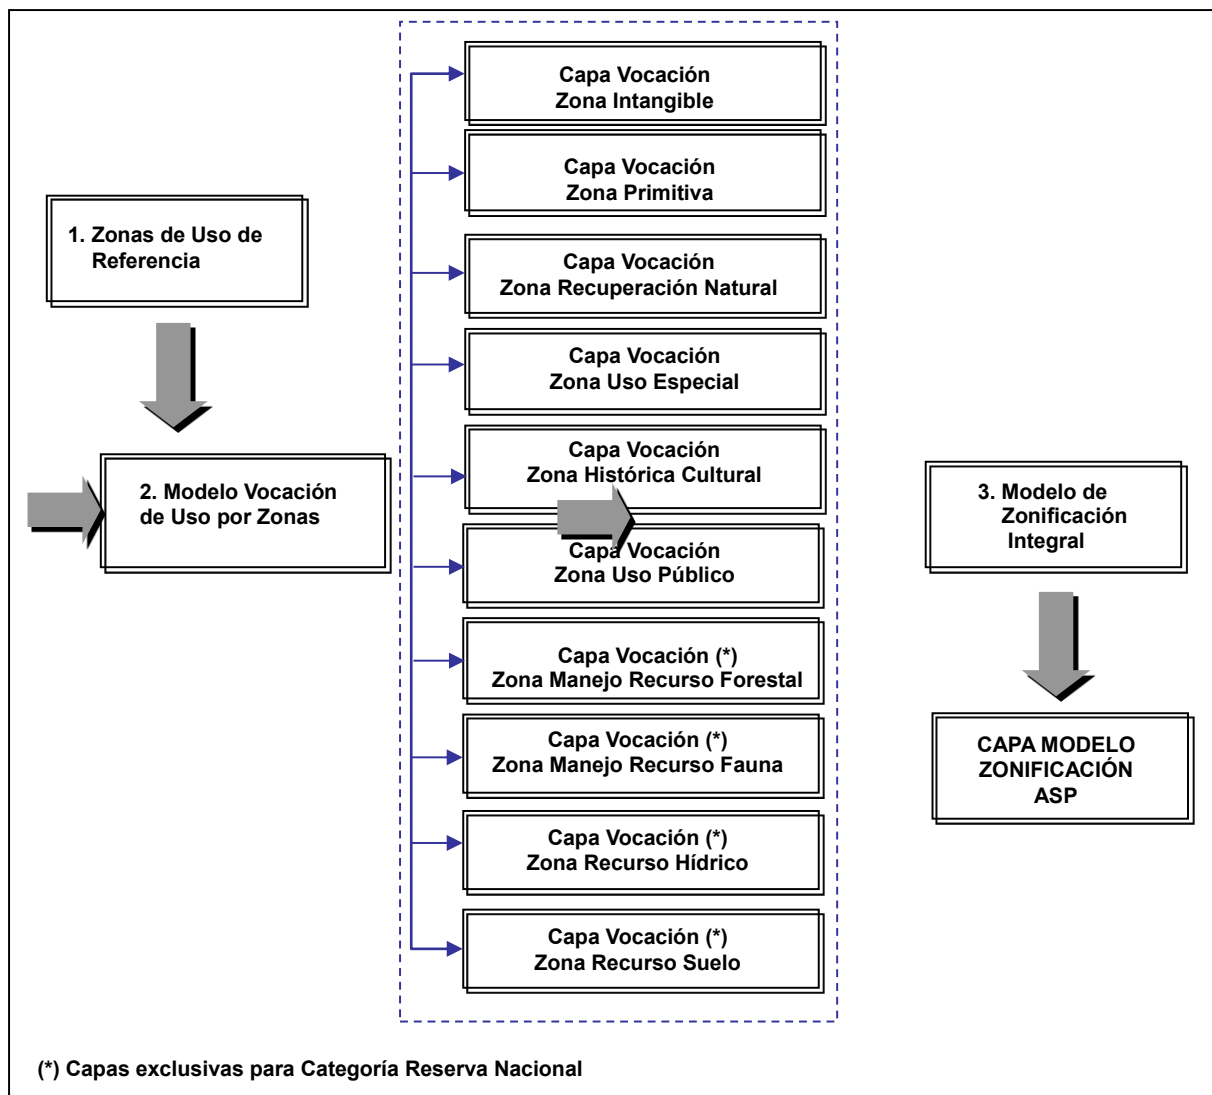 1. Zonas de Uso de
Referencia
2. Modelo Vocación
de Uso por Zonas
Capa Vocación
Zona Intangible
Capa Vocación
Zona Primitiva
Capa Vocación
Zona Recuperación Natural
Capa Vocación
Zona Uso Especial
Capa Vocación
Zona Histórica Cultural
Capa Vocación
Zona Uso Público
Capa Vocación (*)
Zona Manejo Recurso Forestal
Capa Vocación (*)
Zona Manejo Recurso Fauna
Capa Vocación (*)
Zona Recurso Hídrico
Capa Vocación (*)
Zona Recurso Suelo
3. Modelo de
Zonificación
Integral
CAPA MODELO
ZONIFICACIÓN
ASP
(*) Capas exclusivas para Categoría Reserva Nacional